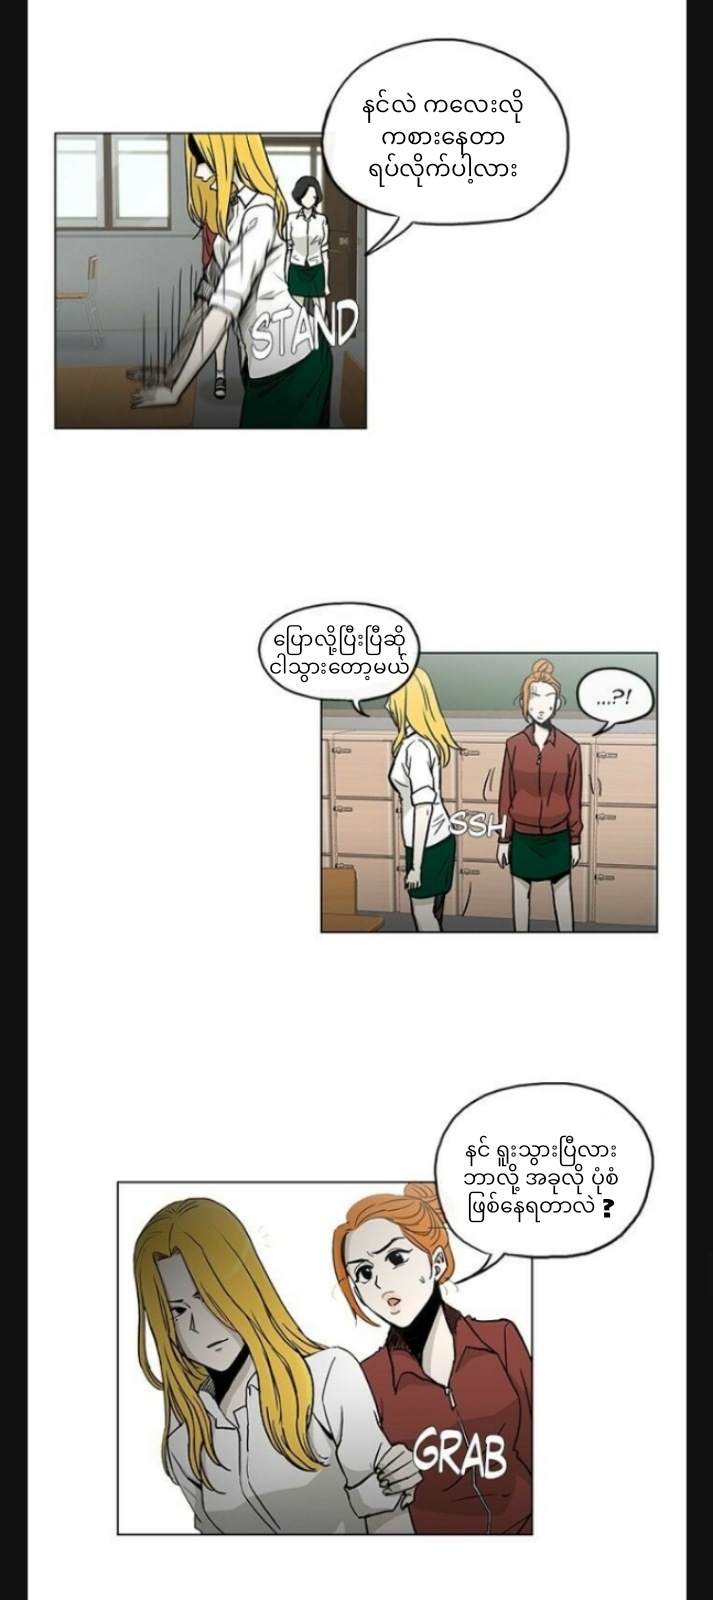 နင်လဲ ကလေးလို
ကစားနေတာ
ရပ်လိုက်ပါ့လား
STAND
ပြောလို့ပြီးပြီဆို
ငါသွားတော့မယ်
...?!
SSH
နင် ရူးသွားပြီလား
ဘာလို့ အခုလို ပုံစံ
ဖြစ်နေရတာလဲ ?
GRAB